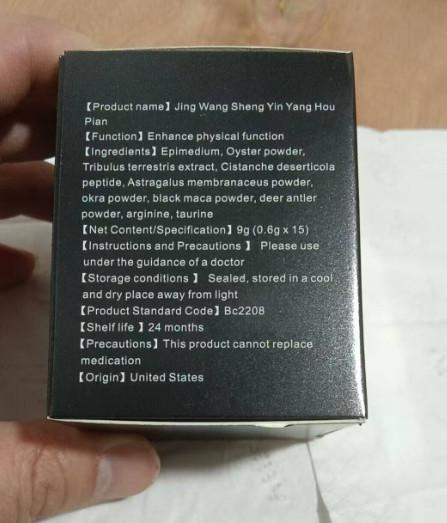 【Product name】Jing Wang Sheng Yin Yang Hou
Pian
【Function】Enhance physical function
【Ingredients】Epimedium, Oyster powder,
Tribulus terrestris extract, Cistanche deserticola
peptide, Astragalus membranaceus powder,
okra powder, black maca powder, deer antler
powder, arginine, taurine
【Net Content/Specification】9g (0.6g x 15)
【Instructions and Precautions 】 Please use
under the guidance of a doctor
【Storage conditions 】 Sealed, stored in a cool
and dry place away from light
【Product Standard Code】Bc2208
【Shelf life 】24 months
【Precautions】This product cannot replace
medication
【Origin】United States